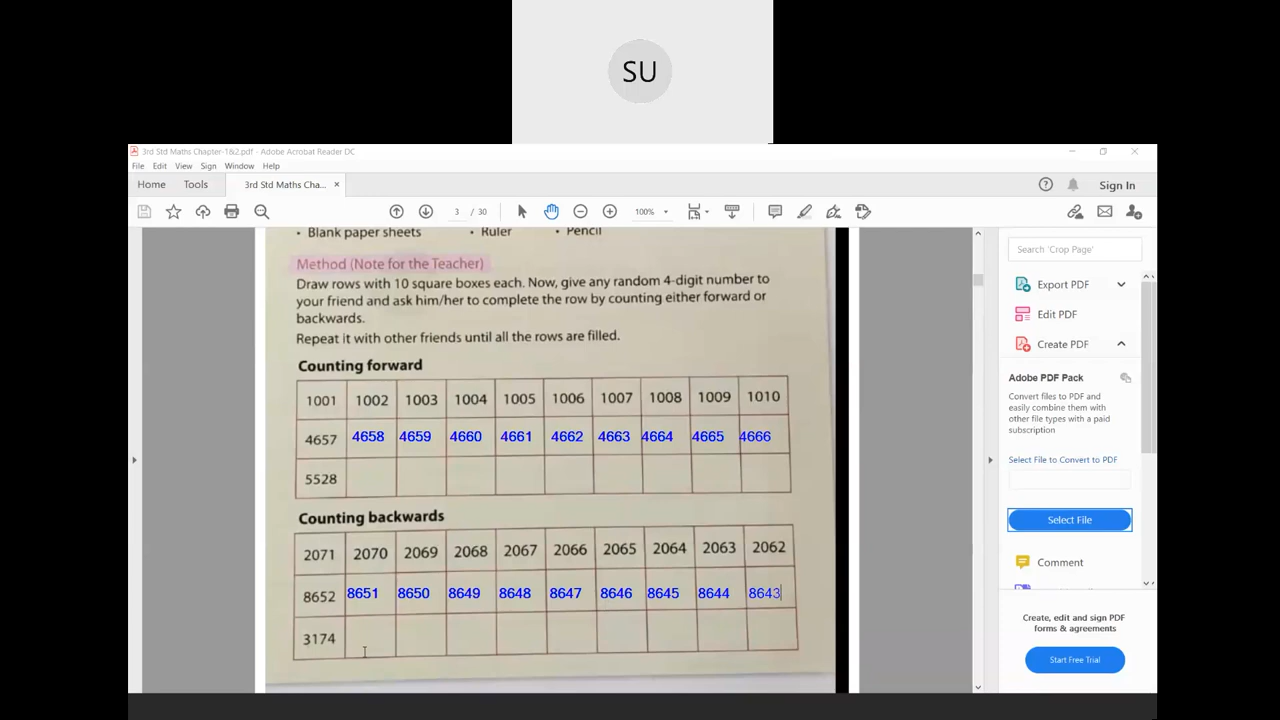 SU
3rd Std Maths Chapter-1&2.pdf - Adobe Acrobat Reader DC
File Edit View Sign Window Help
Home Tools 3rd Std Maths Cha... × Sign In
3 / 30 100%
• Blank paper sheets • Ruler • Pencil
Method (Note for the Teacher)
Draw rows with 10 square boxes each. Now, give any random 4-digit number to
your friend and ask him/her to complete the row by counting either forward or
backwards.
Repeat it with other friends until all the rows are filled.
Counting forward
1001 1002 1003 1004 1005 1006 1007 1008 1009 1010
4657 4658 4659 4660 4661 4662 4663 4664 4665 4666
5528
Counting backwards
2071 2070 2069 2068 2067 2066 2065 2064 2063 2062
8652 8651 8650 8649 8648 8647 8646 8645 8644 8643
3174
Search 'Crop Page'
Export PDF
Edit PDF
Create PDF
Adobe PDF Pack
Convert files to PDF and
easily combine them with
other file types with a paid
subscription
Select File to Convert to PDF
Select File
Comment
Create, edit and sign PDF
forms & agreements
Start Free Trial